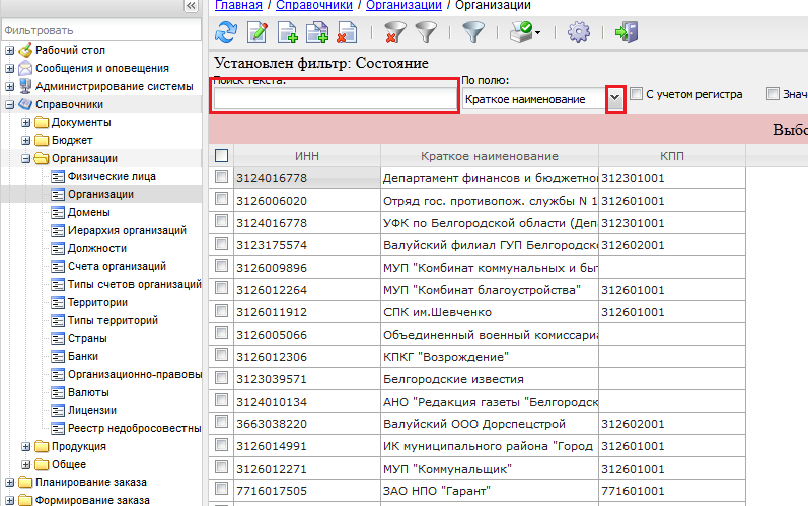 Главная / Справочники / Организации / Организации
Фильтровать
Рабочий стол
Сообщения и оповещения
Администрирование системы
Справочники
Документы
Бюджет
Организации
Физические лица
Организации
Домены
Иерархия организаций
Должности
Счета организаций
Типы счетов организаций
Территории
Типы территорий
Страны
Банки
Организационно-правовы
Валюты
Лицензии
Реестр недобросовестны
Продукция
Общее
Планирование заказа
Формирование заказа
Установлен фильтр: Состояние
Поиск текста: По полю:
Краткое наименование С учетом регистра Знач
Выбо
ИНН Краткое наименование КПП
3124016778 Департамент финансов и бюджетно 312301001
3126006020 Отряд гос. противопож. службы N 1 312601001
3124016778 УФК по Белгородской области (Деп 312301001
3123175574 Валуйский филиал ГУП Белгородск 312602001
3126009896 МУП "Комбинат коммунальных и бы
3126012264 МУП "Комбинат благоустройства" 312601001
3126011912 СПК им.Шевченко 312601001
3126005066 Объединенный военный комиссариа
3126012306 КПКГ "Возрождение"
3123039571 Белгородские известия
3124010134 АНО "Редакция газеты "Белгородск
3663038220 Валуйский ООО Дорспецстрой 312602001
3126014991 ИК муниципального района "Город 312601001
3126012271 МУП "Коммунальщик" 312601001
7716017505 ЗАО НПО "Гарант" 771601001